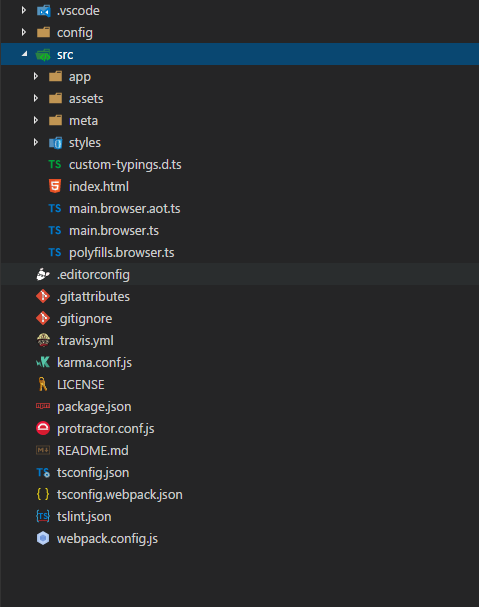 .vscode
config
src
app
assets
meta
styles
TS custom-typings.d.ts
index.html
TS main.browser.aot.ts
TS main.browser.ts
TS polyfills.browser.ts
.editorconfig
.gitattributes
.gitignore
.travis.yml
karma.conf.js
LICENSE
package.json
protractor.conf.js
README.md
TS tsconfig.json
{ } tsconfig.webpack.json
TS tslint.json
webpack.config.js